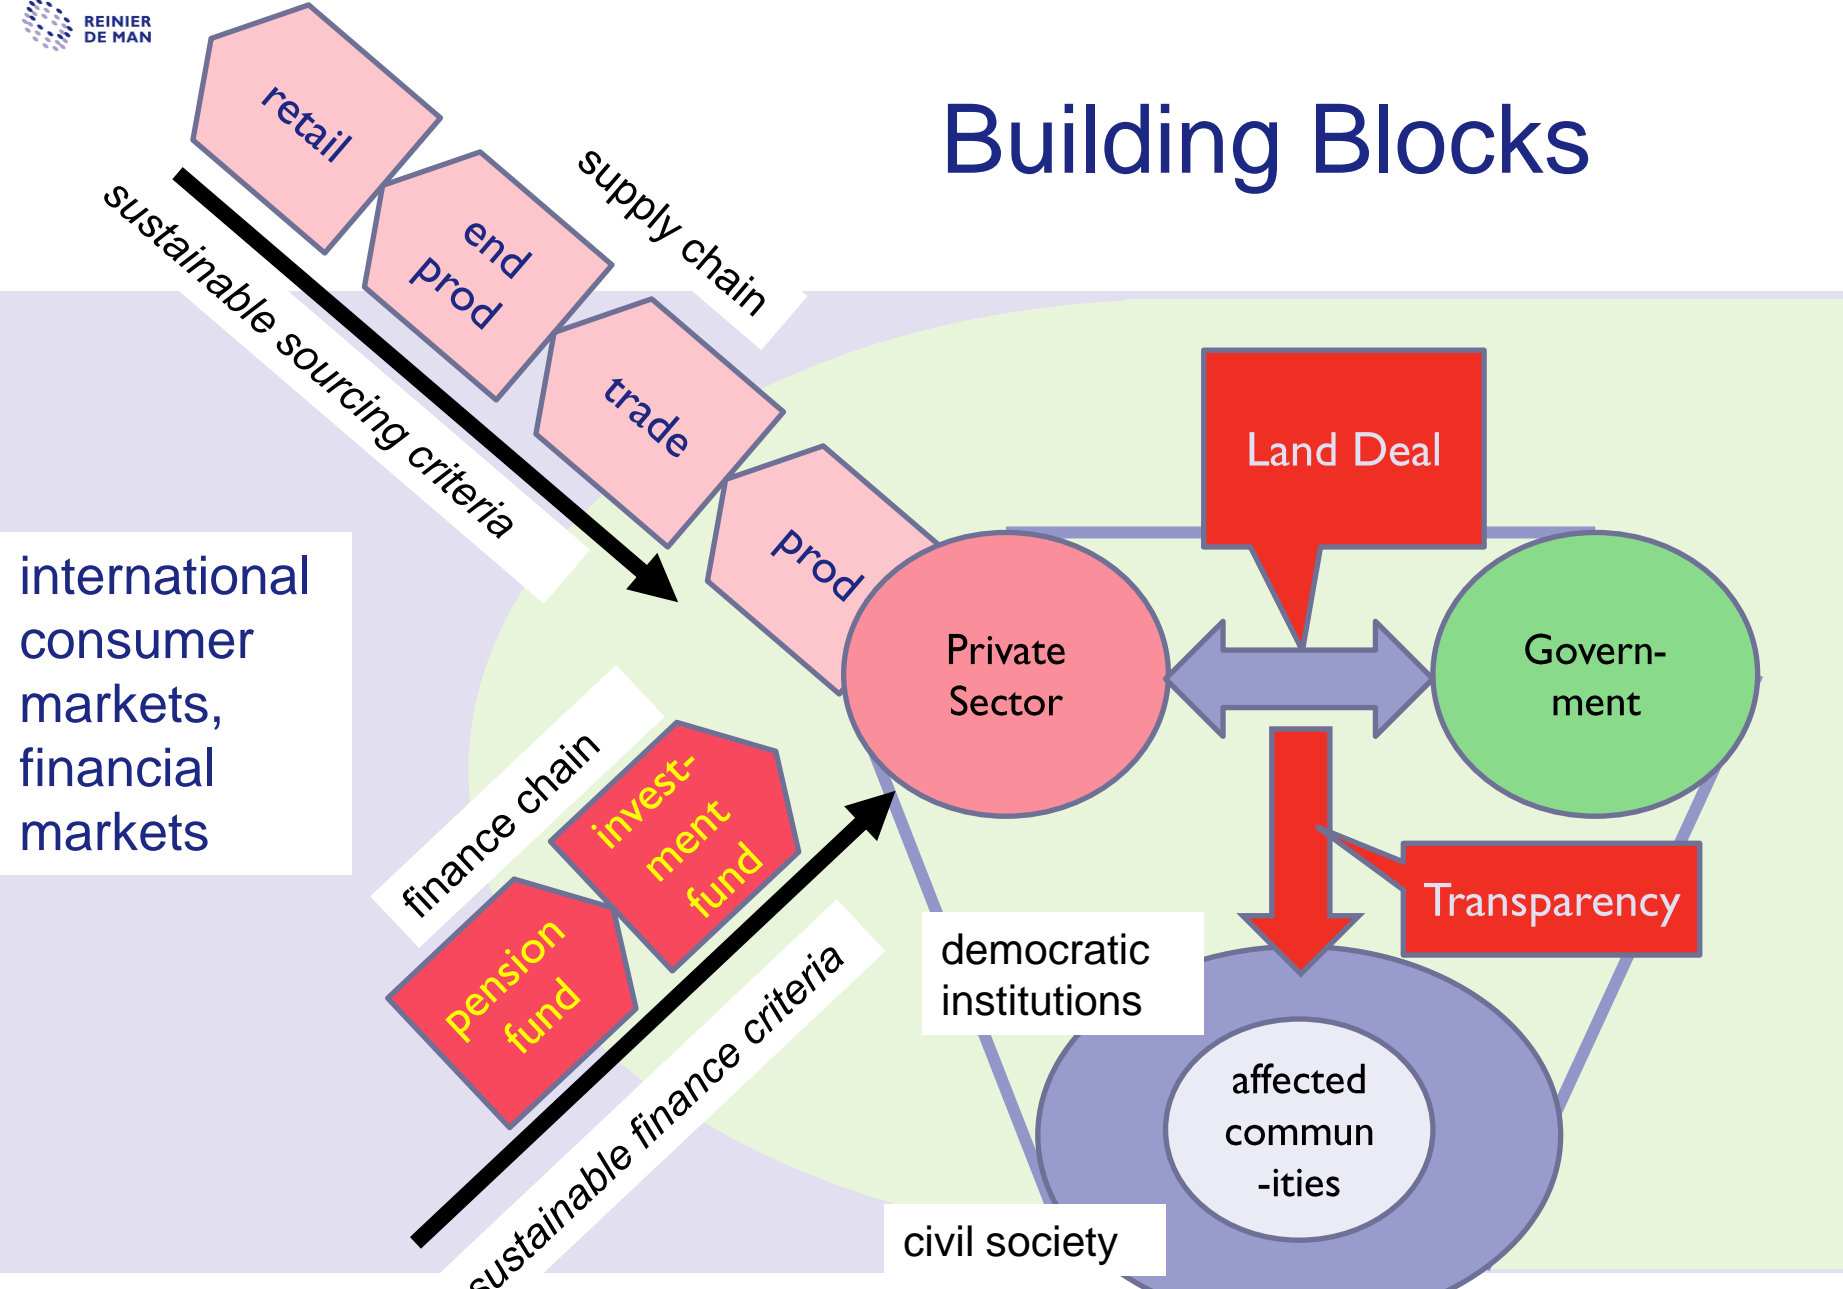 REINIER
DE MAN
Building Blocks
retail
end
prod
trade
prod
supply chain
sustainable sourcing criteria
international
consumer
markets,
financial
markets
Land Deal
Private
Sector
Govern-
ment
Transparency
finance chain
invest-
ment
fund
pension
fund
sustainable finance criteria
democratic
institutions
affected
commun
-ities
civil society